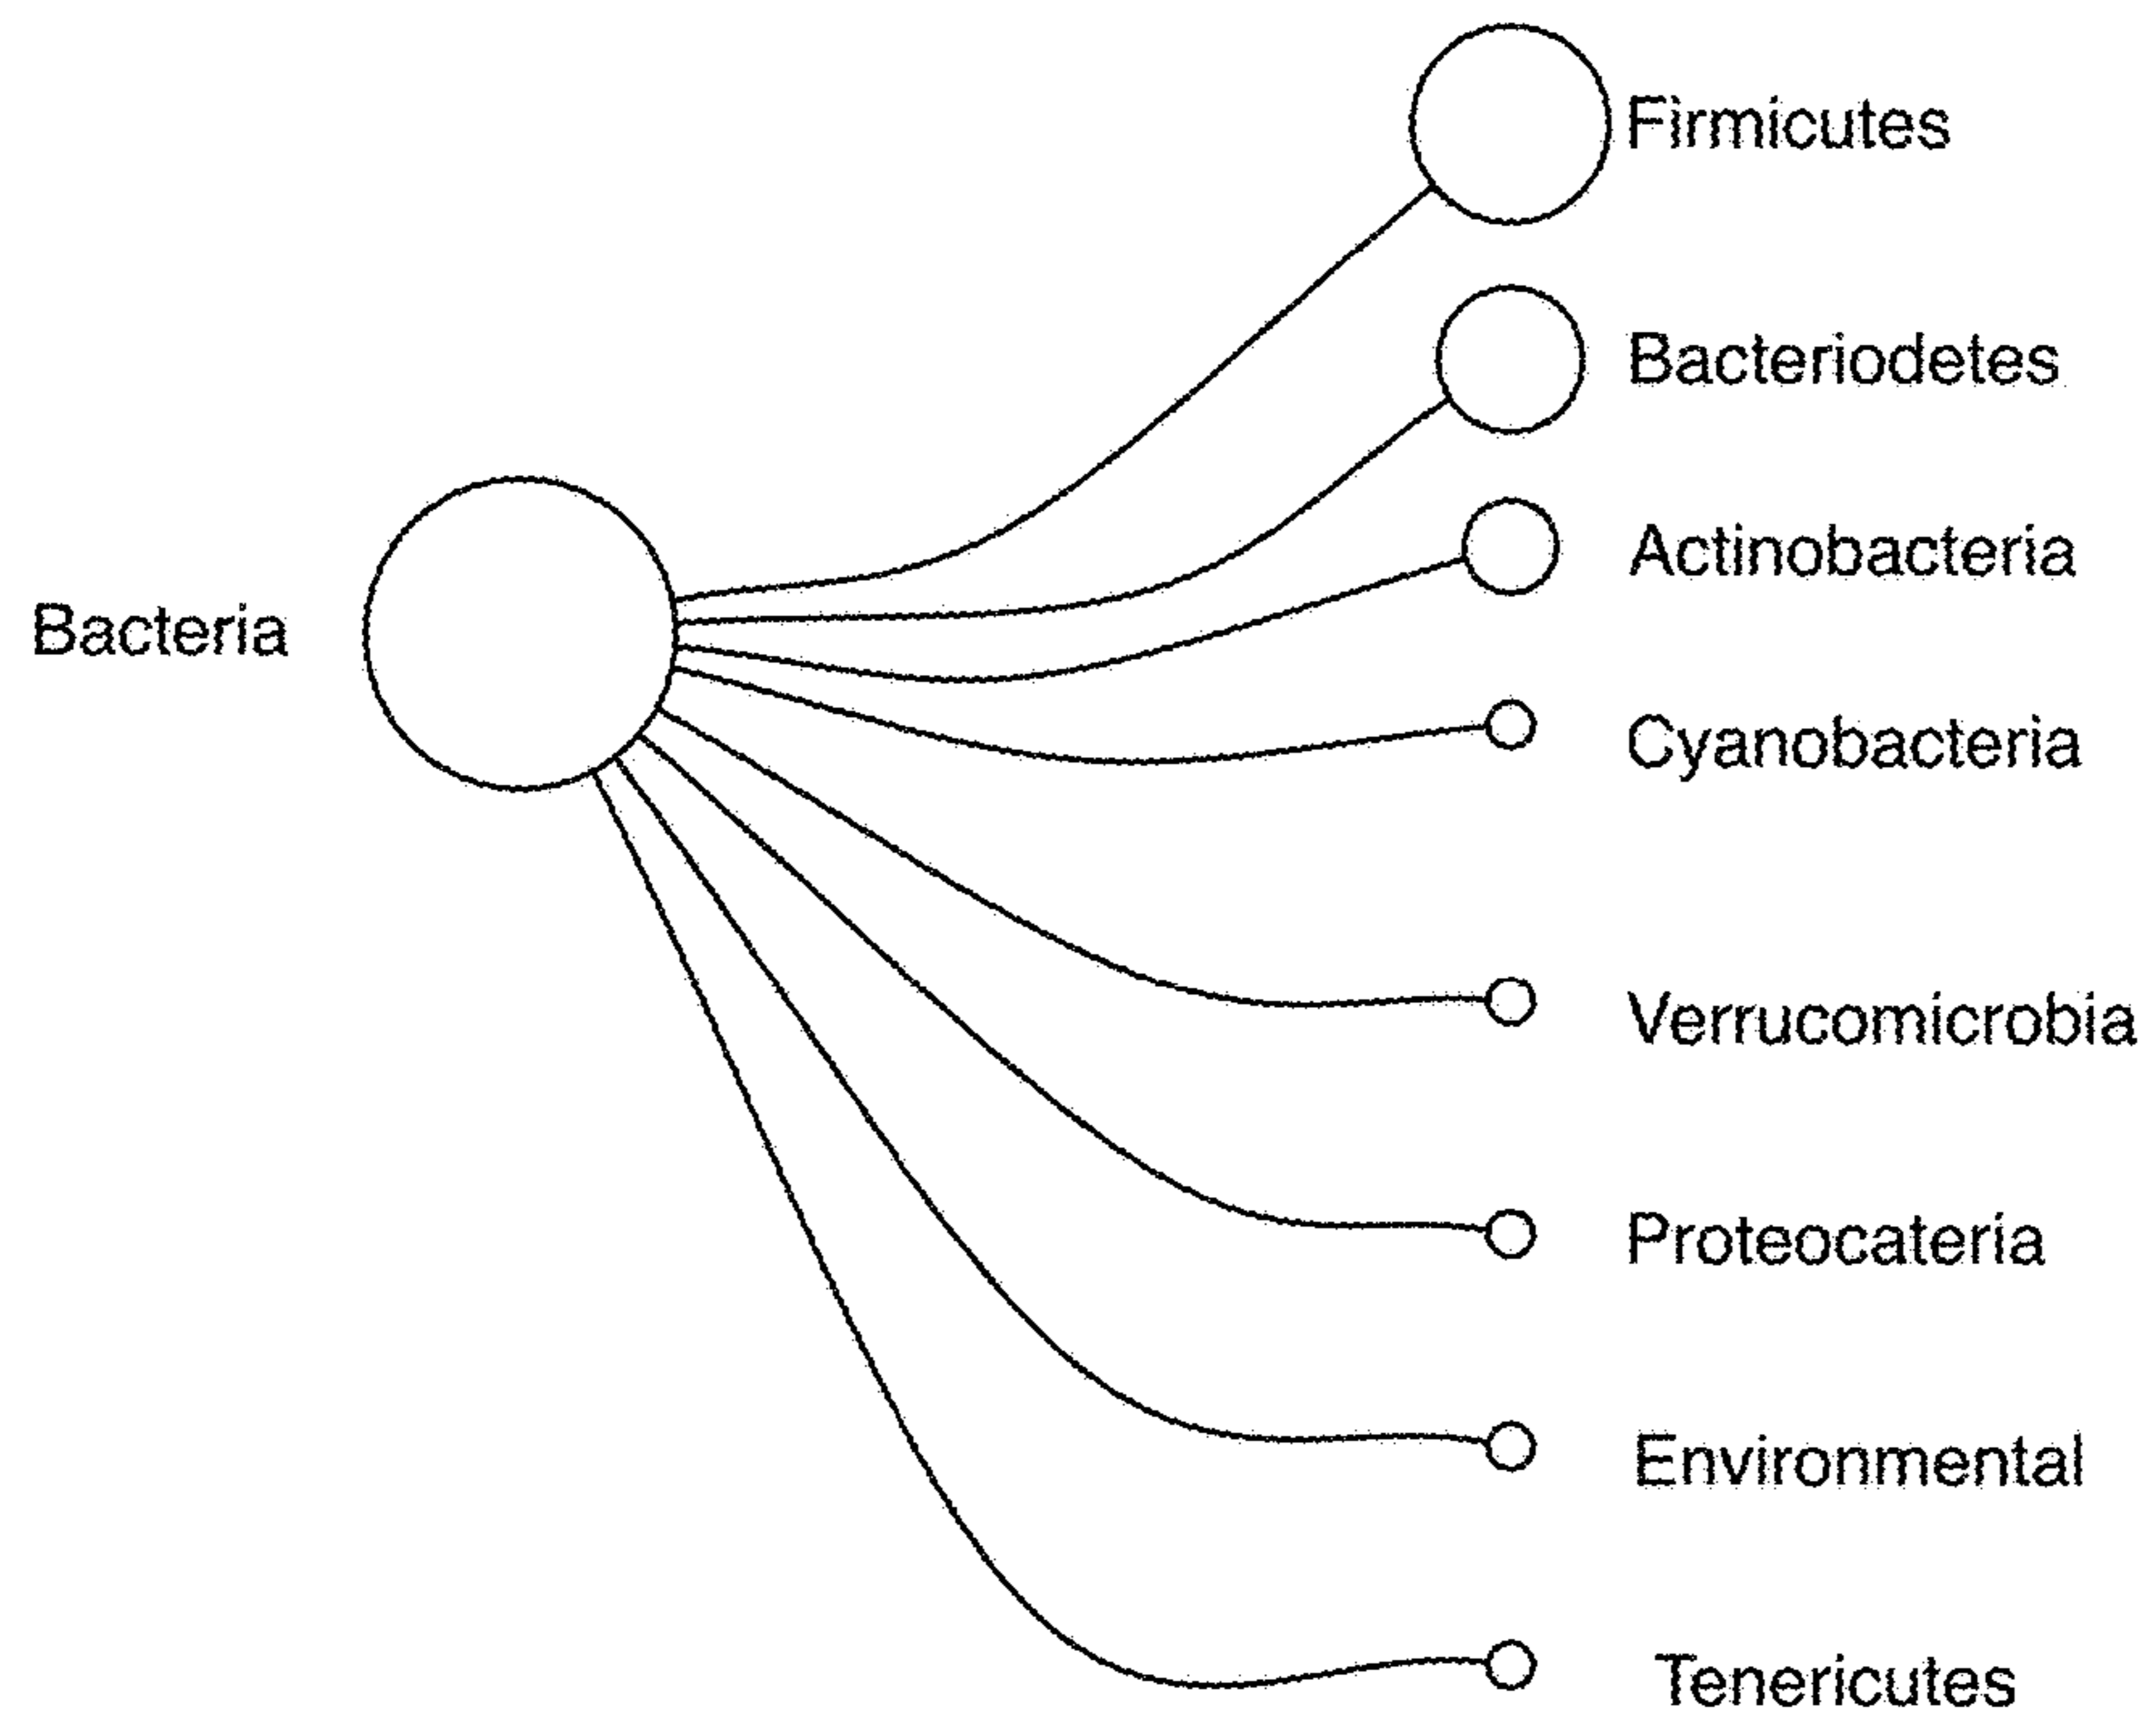 Firmicutes
Bacteriodetes
Actinobacteria
Bacteria
Cyanobacteria
Verrucomicrobia
Proteocateria
Environmental
Tenericutes